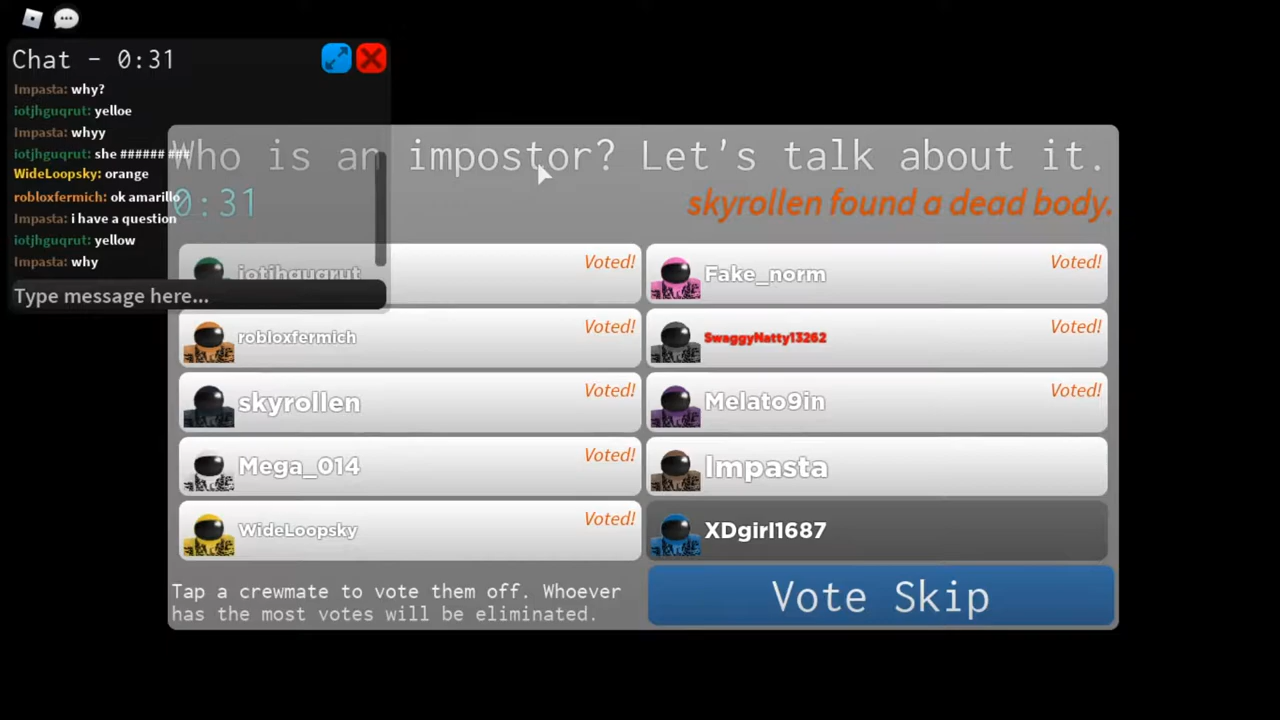 Chat - 0:31
Impasta: why?
iotjhguqrut: yelloe
Impasta: whyy
iotjhguqrut: she ###### ###
WideLoopsky: orange
robloxfermich: ok amarillo
Impasta: i have a question
iotjhguqrut: yellow
Impasta: why
Type message here...
Who is an impostor? Let's talk about it.
0:31
skyrollen found a dead body.
iotjhguqrut Voted!
Fake_norm Voted!
robloxfermich Voted!
SwaggyNatty13262 Voted!
skyrollen Voted!
Melato9in Voted!
Mega_014 Voted!
Impasta
WideLoopsky Voted!
XDgirl1687
Tap a crewmate to vote them off. Whoever
has the most votes will be eliminated.
Vote Skip